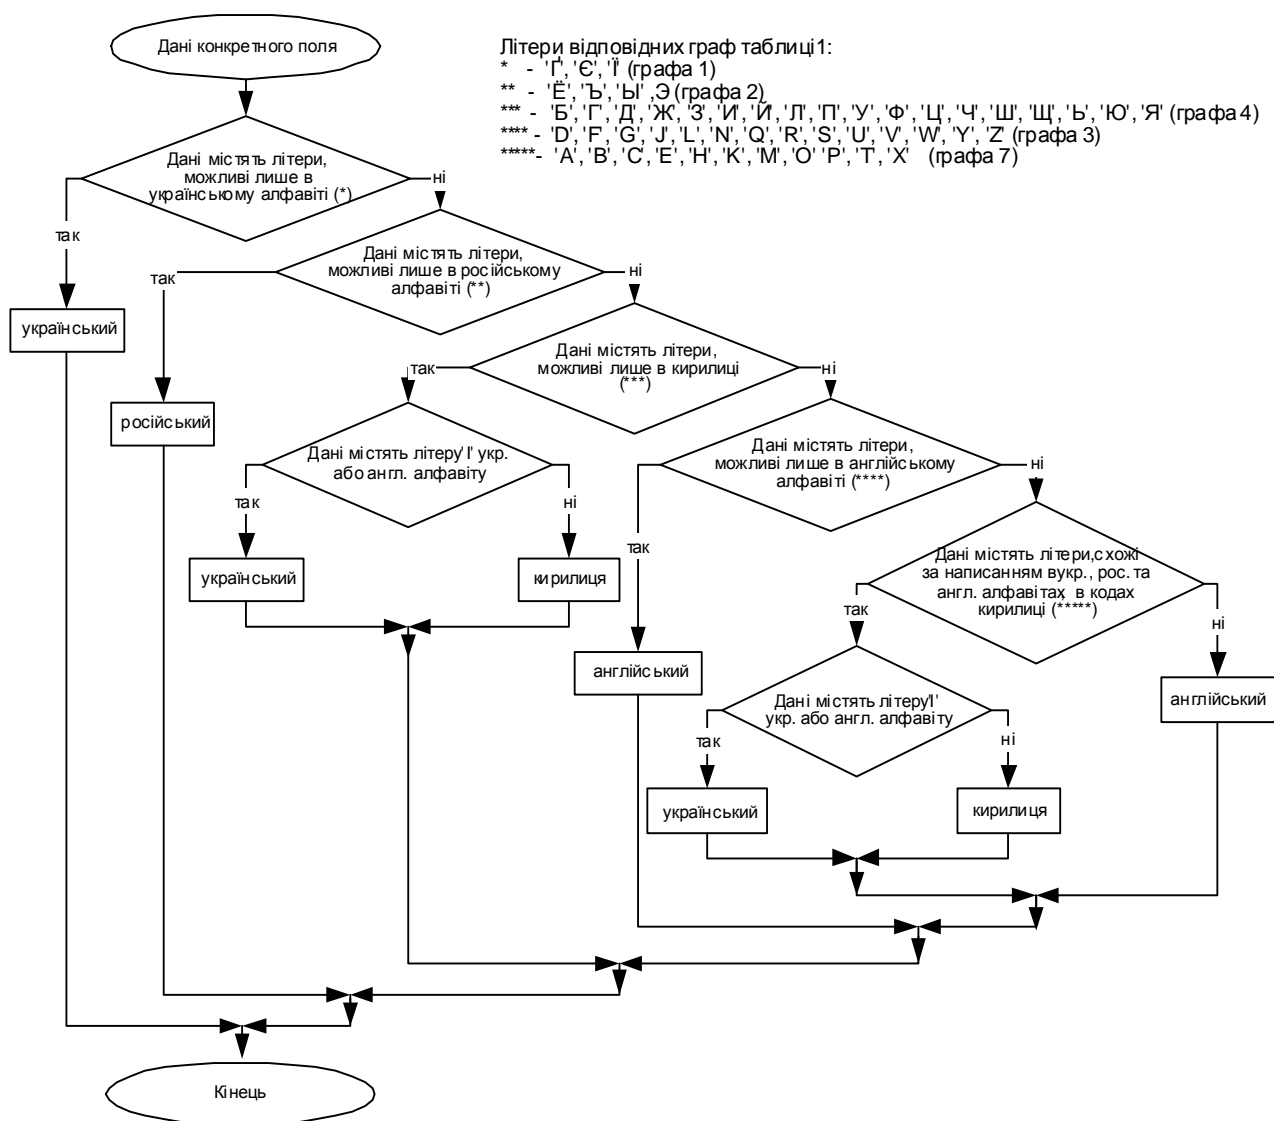 Дані конкретного поля
Літери відповідних граф таблиці1:
* - 'Ґ', 'Є', 'Ї' (графа 1)
** - 'Ё', 'Ъ', 'Ы' ,Э (графа 2)
*** - 'Б', 'Г', 'Д', 'Ж', 'З', 'И', 'Й', 'Л', 'П', 'У', 'Ф', 'Ц', 'Ч', 'Ш', 'Щ', 'Ь', 'Ю', 'Я' (графа 4)
**** - 'D', 'F', 'G', 'J', 'L', 'N', 'Q', 'R', 'S', 'U', 'V', 'W', 'Y', 'Z' (графа 3)
*****- 'A', 'B', 'C', 'E', 'H', 'K', 'M', 'O' 'P', 'T', 'X' (графа 7)
Дані містять літери,
можливі лише в
українському алфавіті (*)
ні
так
Дані містять літери,
можливі лише в російському
алфавіті (**)
ні
так
український
Дані містять літери,
можливі лише в кирилиці
(***)
так
ні
російський
Дані містять літеру'І' укр.
або англ. алфавіту
так
ні
Дані містять літери,
можливі лише в англійському
алфавіті (****)
ні
так
український
кирилиця
Дані містять літери,схожі
за написанням вукр., рос. та
англ. алфавітах, в кодах
кирилиці (*****)
так
ні
англійський
Дані містять літеру'І'
укр. або англ. алфавіту
так
ні
англійський
український
кирилиця
Кінець